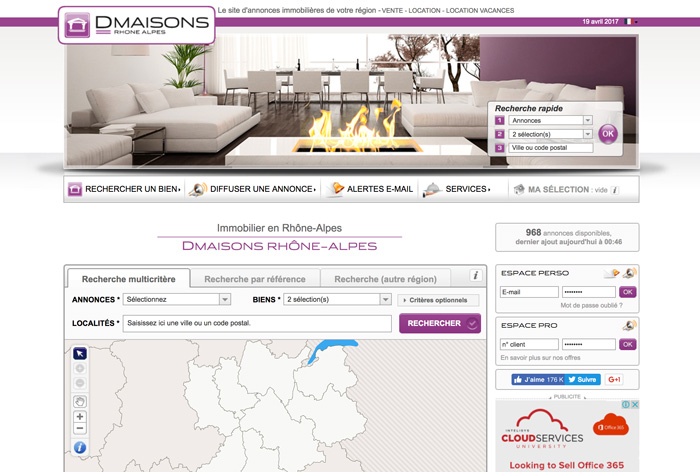 DMAISONS
RHONE ALPES
Le site d'annonces immobilières de votre région - VENTE - LOCATION - LOCATION VACANCES
19 avril 2017
Recherche rapide
1 Annonces
2 2 sélection(s)
3 Ville ou code postal
OK
RECHERCHER UN BIEN
DIFFUSER UNE ANNONCE
ALERTES E-MAIL
SERVICES
MA SÉLECTION : vide i
Immobilier en Rhône-Alpes
DMAISONS RHÔNE-ALPES
968 annonces disponibles,
dernier ajout aujourd'hui à 00:46
Recherche multicritère
Recherche par référence
Recherche (autre région)
i
ANNONCES * Sélectionnez
BIENS * 2 sélection(s)
Critères optionnels
LOCALITÉS * Saisissez ici une ville ou un code postal.
RECHERCHER
+
−
i
ESPACE PERSO
E-mail
••••••••
OK
Mot de passe oublié ?
ESPACE PRO
n° client
••••••••
OK
En savoir plus sur nos offres
J'aime 176 K
Suivre
G+1
PUBLICITE
INTELISYS
CLOUDSERVICES
UNIVERSITY
Office 365
Looking to Sell Office 365